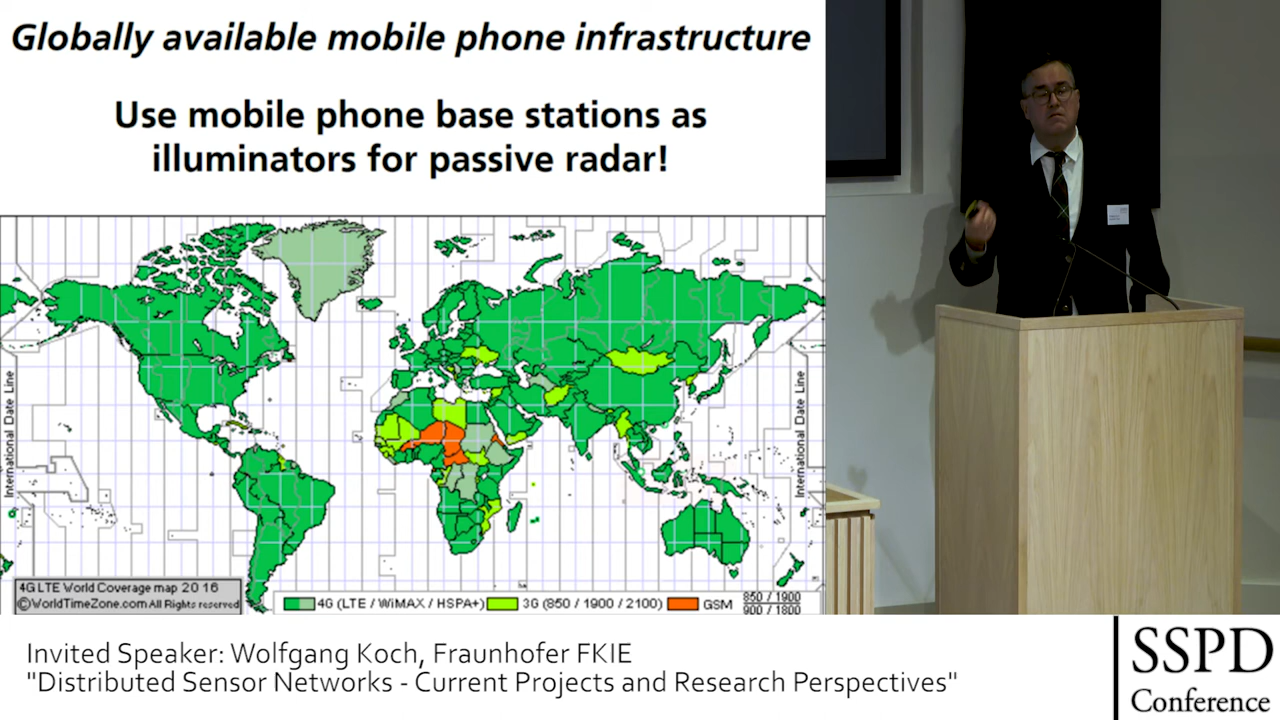 Globally available mobile phone infrastructure
Use mobile phone base stations as
illuminators for passive radar!
International Date Line
International Date Line
4G LTE World Coverage map 20 16
©WorldTimeZone.com All Rights reserved
4G (LTE / WiMAX / HSPA+)
3G (850 / 1900 / 2100)
GSM
850 / 1900
900 / 1800
Invited Speaker: Wolfgang Koch, Fraunhofer FKIE
"Distributed Sensor Networks - Current Projects and Research Perspectives"
SSPD
Conference